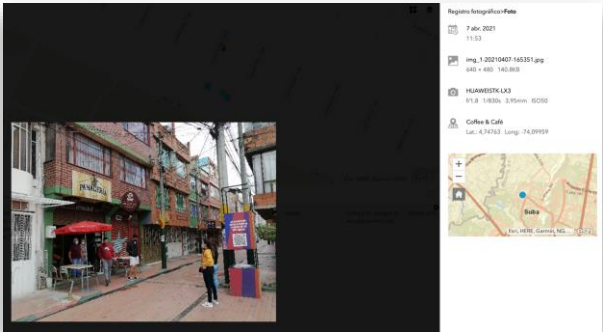 Registro fotográfico>Foto
7 abr. 2021
11:53
img_1-20210407-165351.jpg
640 × 480 140.8KB
HUAWEISTK-LX3
f/1.8 1/830s 3,95mm ISO50
Coffee & Café
Lat.: 4,74763 Long. -74,09959
+
−
Suba
Esri, HERE, Garmin, NG...
PANADERIA